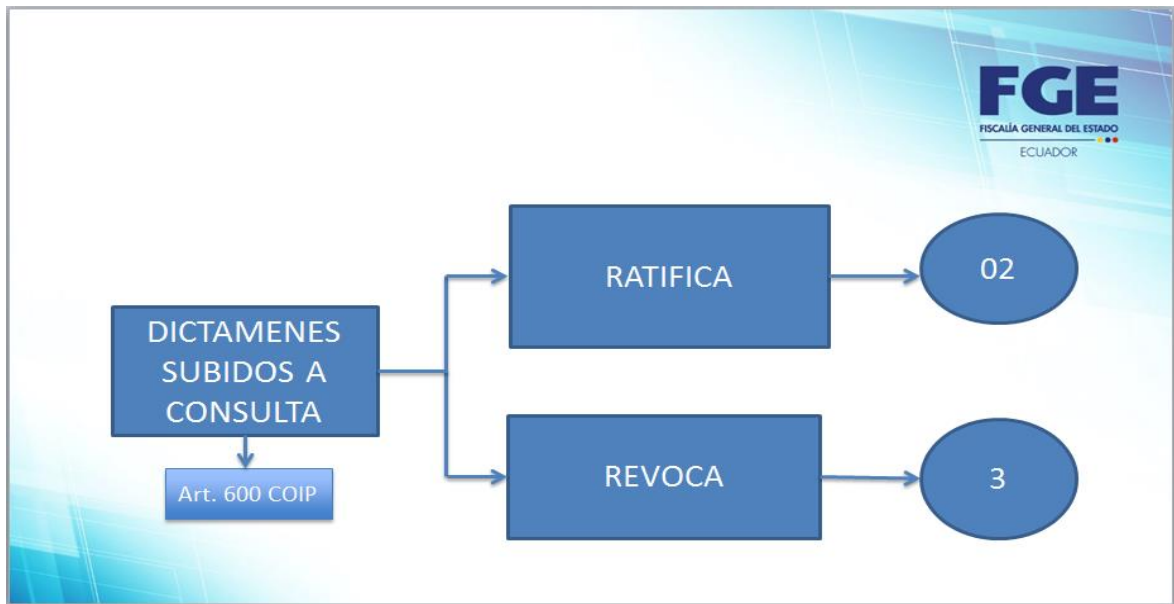 FGE
FISCALÍA GENERAL DEL ESTADO
ECUADOR
RATIFICA
02
DICTAMENES
SUBIDOS A
CONSULTA
REVOCA
3
Art. 600 COIP